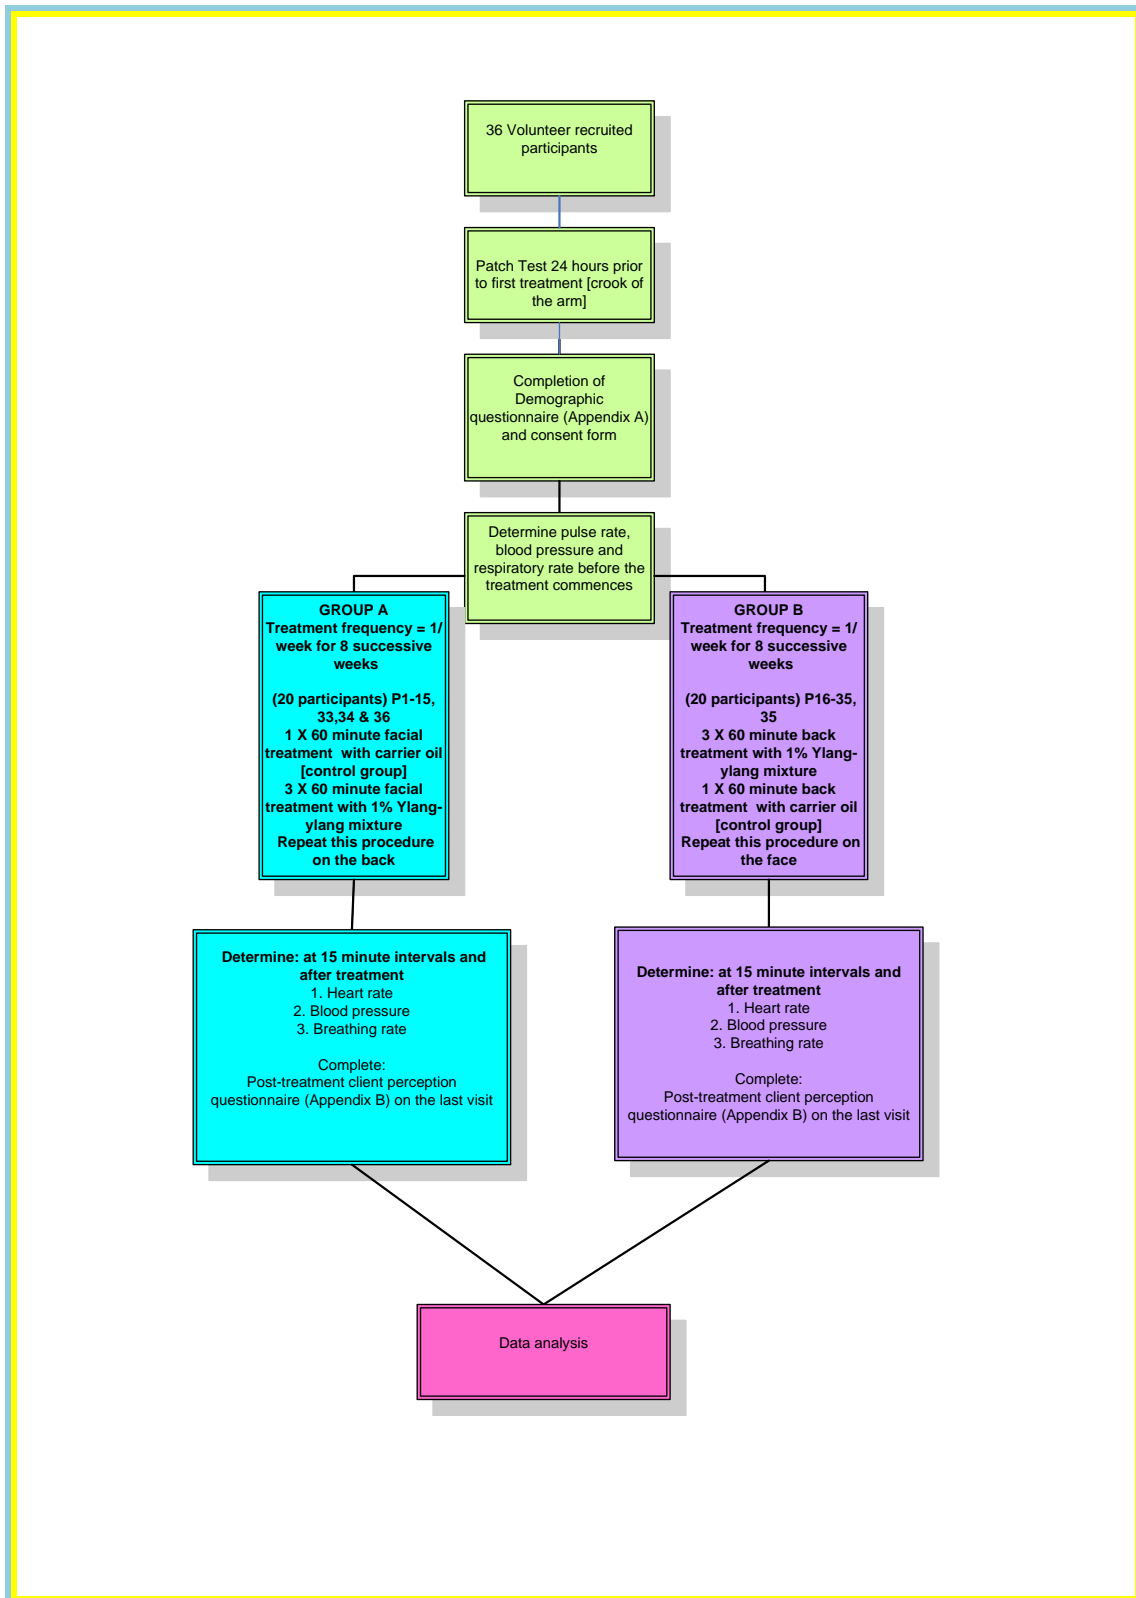 36 Volunteer recruited
participants
Patch Test 24 hours prior
to first treatment [crook of
the arm]
Completion of
Demographic
questionnaire (Appendix A)
and consent form
Determine pulse rate,
blood pressure and
respiratory rate before the
treatment commences
GROUP A
Treatment frequency = 1/
week for 8 successive
weeks
(20 participants) P1-15,
33,34 & 36
1 X 60 minute facial
treatment with carrier oil
[control group]
3 X 60 minute facial
treatment with 1% Ylang-
ylang mixture
Repeat this procedure
on the back
GROUP B
Treatment frequency = 1/
week for 8 successive
weeks
(20 participants) P16-35,
35
3 X 60 minute back
treatment with 1% Ylang-
ylang mixture
1 X 60 minute back
treatment with carrier oil
[control group]
Repeat this procedure on
the face
Determine: at 15 minute intervals and
after treatment
1. Heart rate
2. Blood pressure
3. Breathing rate
Complete:
Post-treatment client perception
questionnaire (Appendix B) on the last visit
Determine: at 15 minute intervals and
after treatment
1. Heart rate
2. Blood pressure
3. Breathing rate
Complete:
Post-treatment client perception
questionnaire (Appendix B) on the last visit
Data analysis